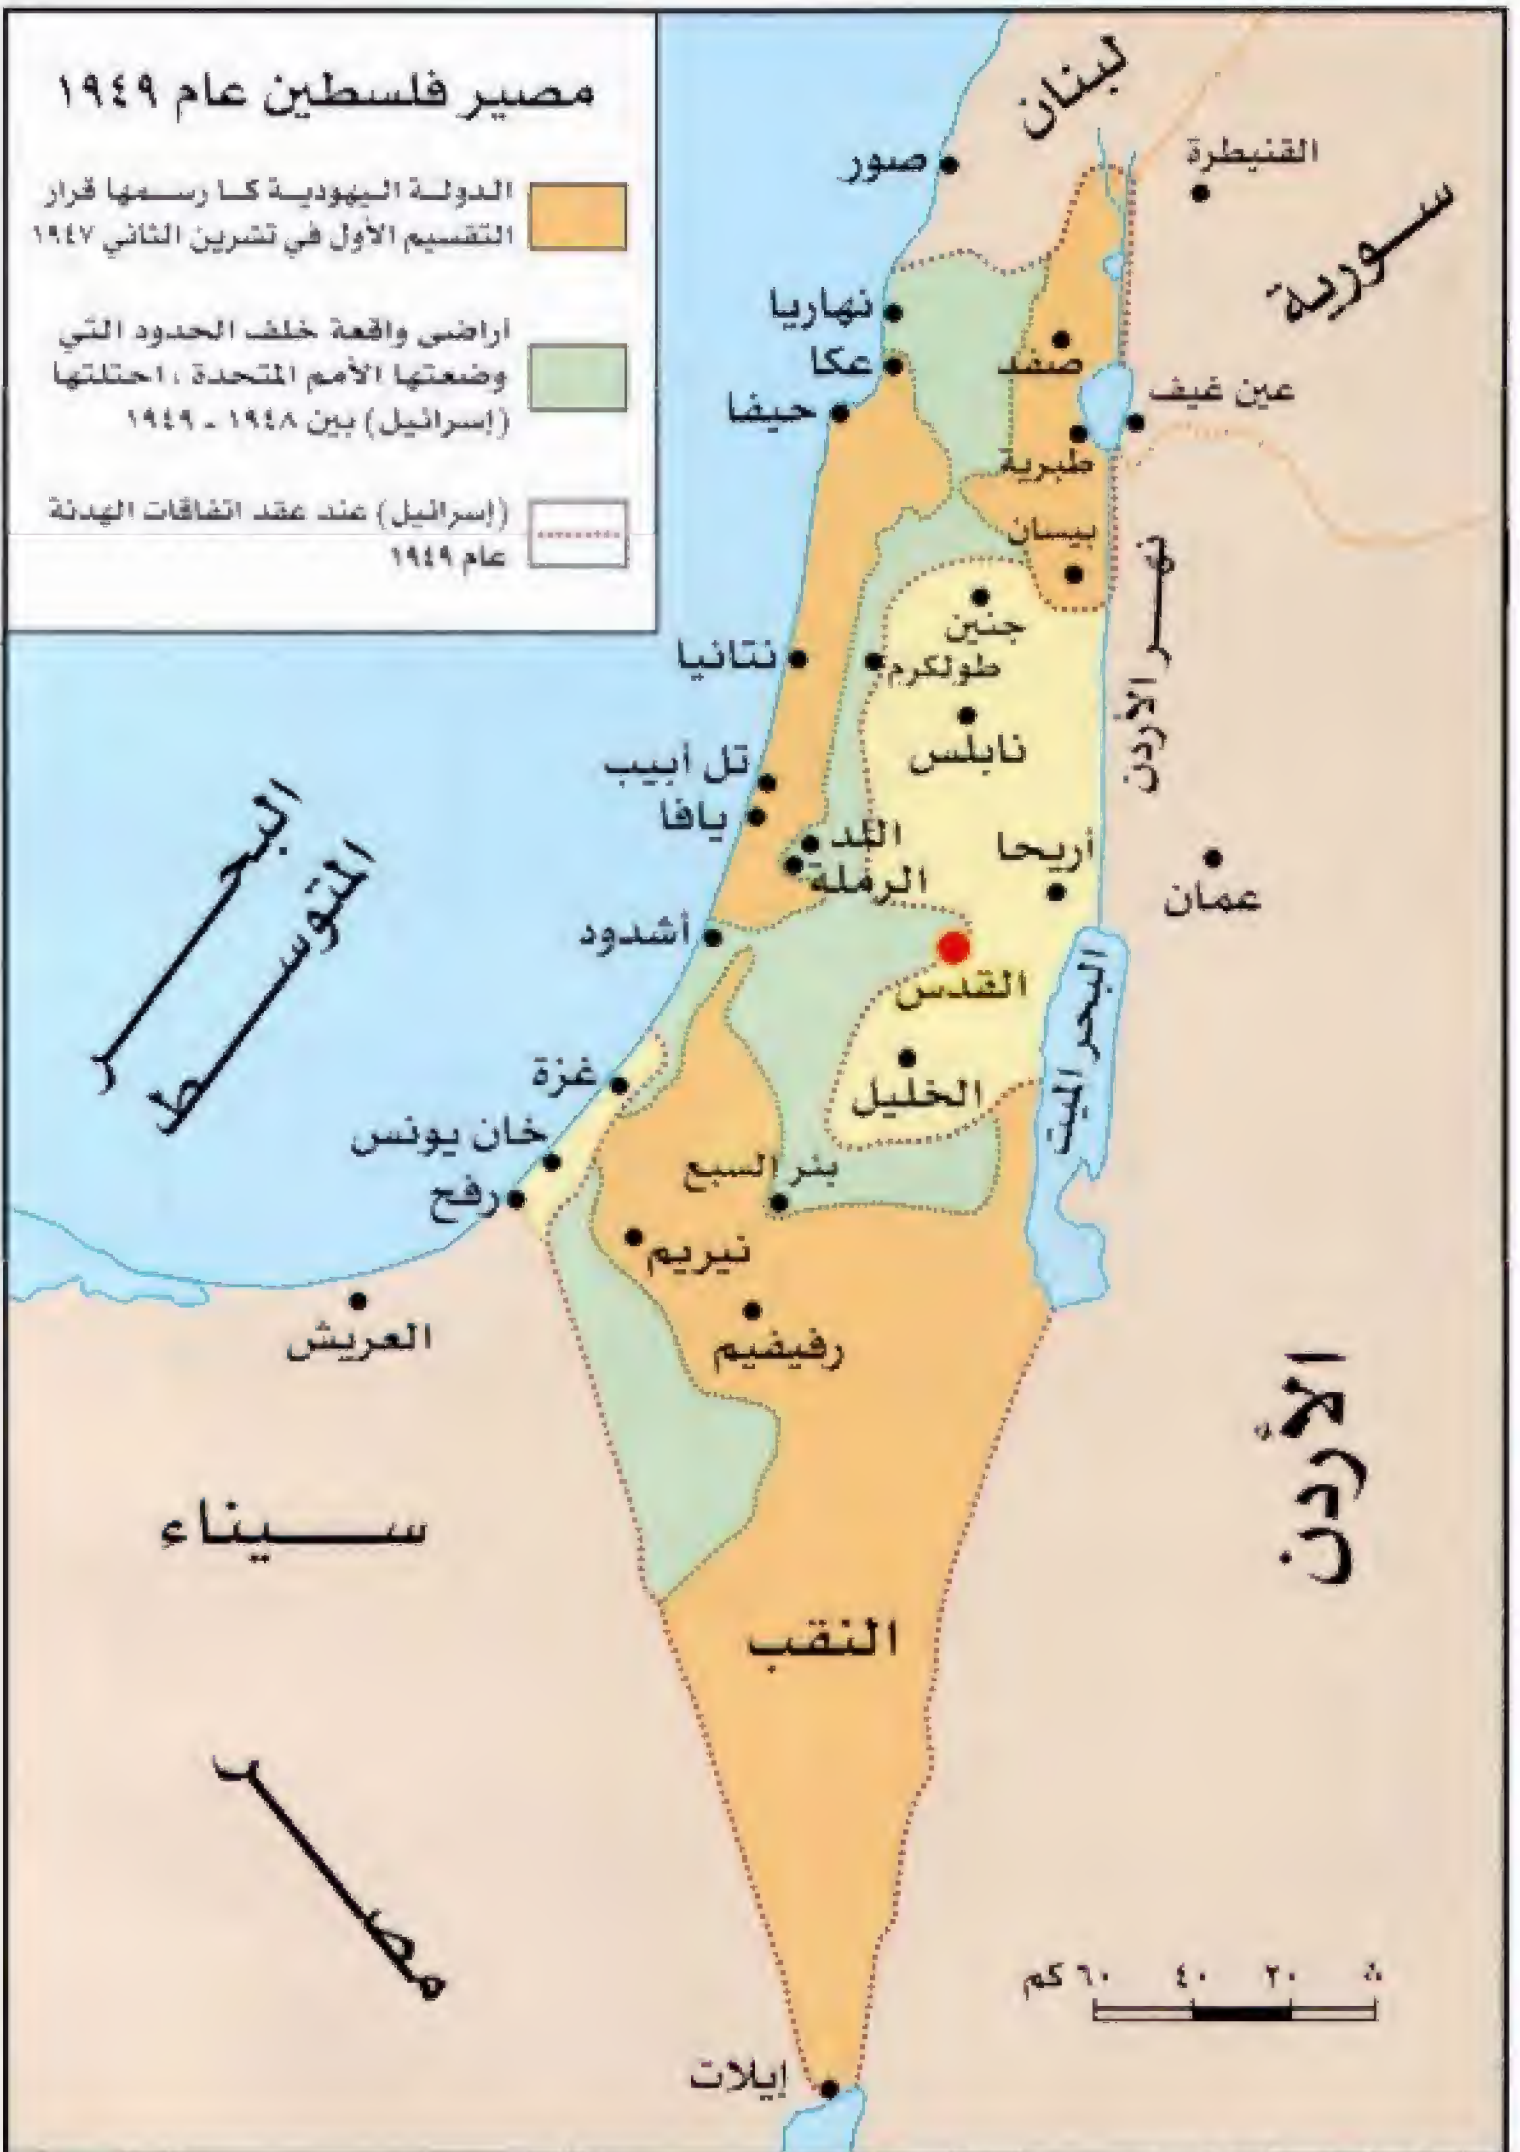 مصير فلسطين عام ١٩٤٩
الدولة اليهودية كما رسمها قرار
التقسيم الأول في تشرين الثاني ١٩٤٧
أراضى واقعة خلف الحدود التي
وضعتها الأمم المتحدة ، احتلتها
(إسرائيل) بين ١٩٤٨ - ١٩٤٩
(إسرائيل) عند عقد اتفاقات الهدنة
عام ١٩٤٩
لبنان
القنيطرة
صور
سورية
نهاريا
عكا
صفد
عين غيف
حيفا
طبرية
بيسان
نهر الأردن
جنين
نتانيا
طولكرم
نابلس
تل أبيب
يافا
اللد
أريحا
الرملة
عمان
البحر
المتوسط
أشدود
القدس
البحر الميت
غزة
الخليل
خان يونس
بئر السبع
رفح
نيريم
العريش
رفيفيم
الأردن
سيناء
النقب
مصر
٦٠ كم ٤٠ ٢٠
إيلات